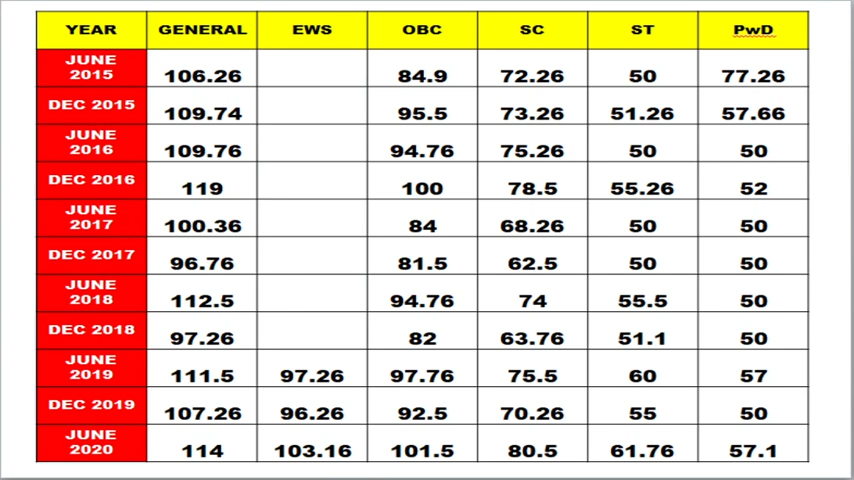 YEAR GENERAL EWS OBC SC ST PwD
JUNE 2015 106.26 84.9 72.26 50 77.26
DEC 2015 109.74 95.5 73.26 51.26 57.66
JUNE 2016 109.76 94.76 75.26 50 50
DEC 2016 119 100 78.5 55.26 52
JUNE 2017 100.36 84 68.26 50 50
DEC 2017 96.76 81.5 62.5 50 50
JUNE 2018 112.5 94.76 74 55.5 50
DEC 2018 97.26 82 63.76 51.1 50
JUNE 2019 111.5 97.26 97.76 75.5 60 57
DEC 2019 107.26 96.26 92.5 70.26 55 50
JUNE 2020 114 103.16 101.5 80.5 61.76 57.1